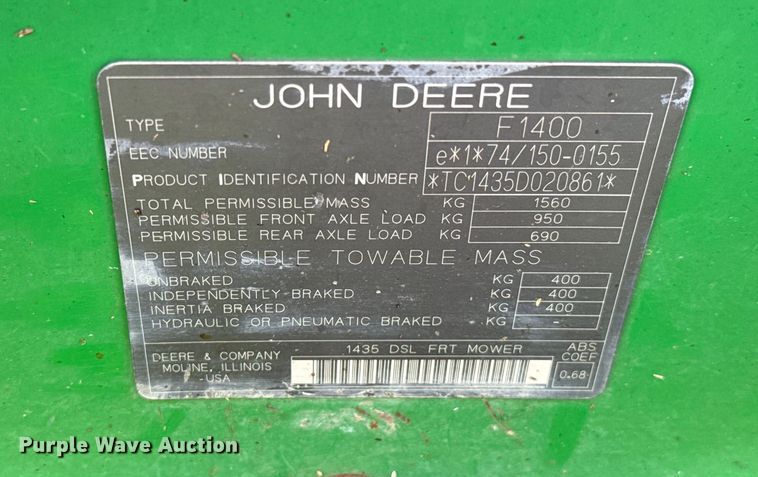 JOHN DEERE
TYPE F1400
EEC NUMBER e*1*74/150-0155
PRODUCT IDENTIFICATION NUMBER *TC1435D020861*
TOTAL PERMISSIBLE MASS KG 1560
PERMISSIBLE FRONT AXLE LOAD KG 950
PERMISSIBLE REAR AXLE LOAD KG 690
PERMISSIBLE TOWABLE MASS
UNBRAKED KG 400
INDEPENDENTLY BRAKED KG 400
INERTIA BRAKED KG 400
HYDRAULIC OR PNEUMATIC BRAKED KG -
DEERE & COMPANY
MOLINE, ILLINOIS
USA
1435 DSL FRT MOWER
ABS
COEF
0.68
Purple Wave Auction